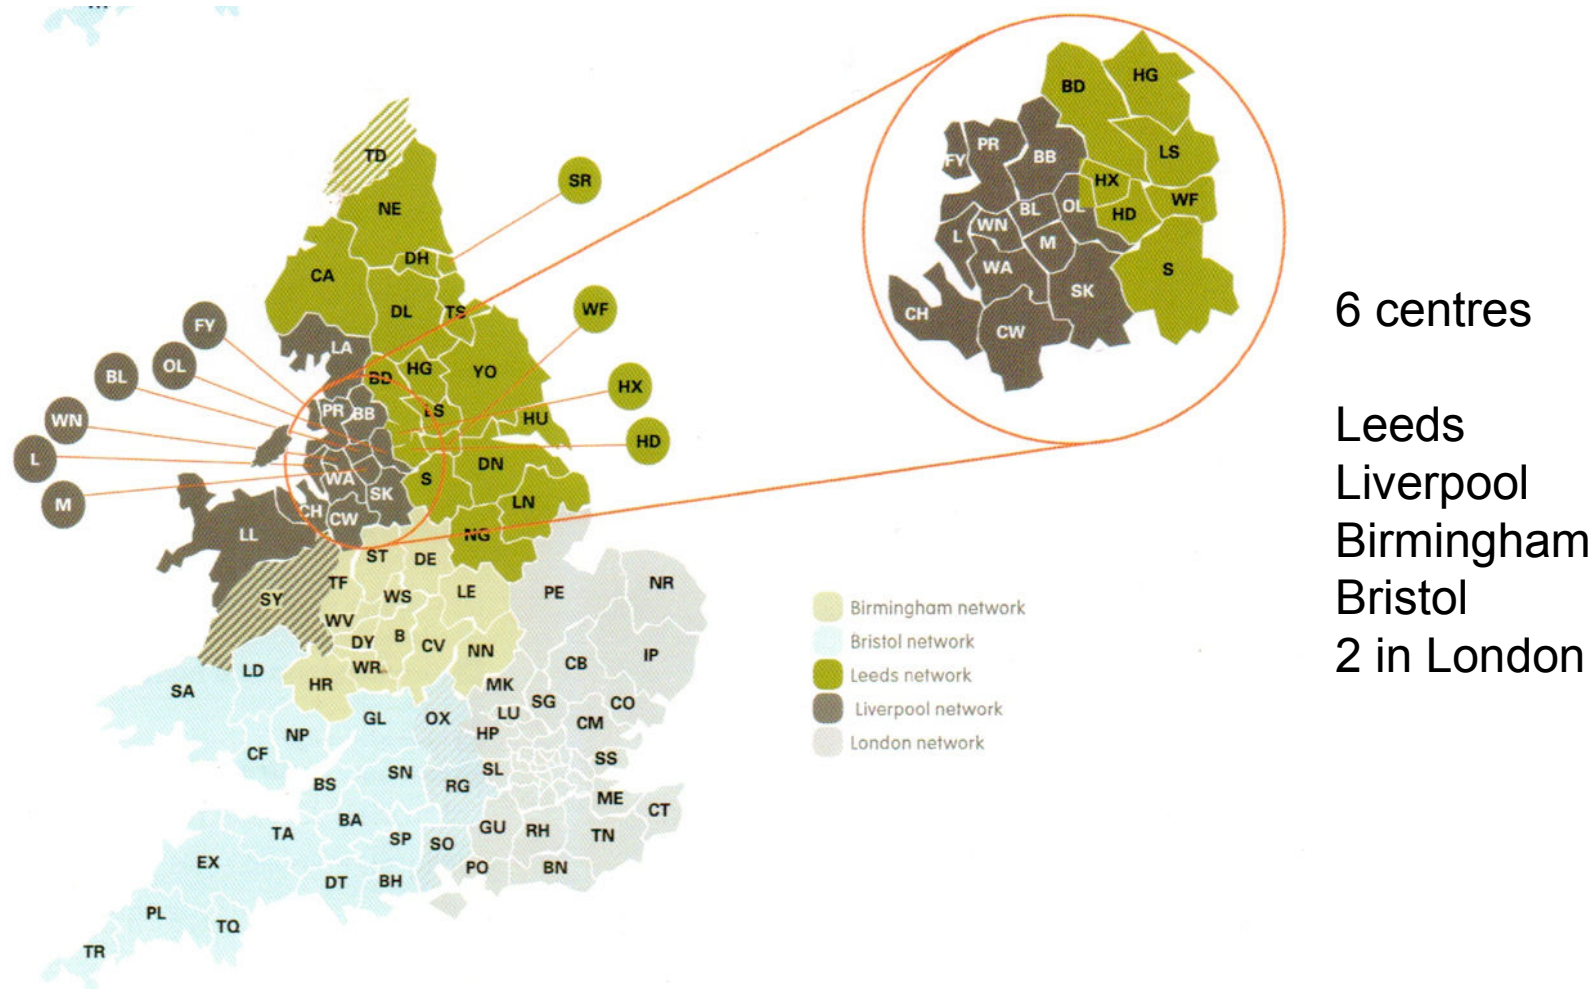 BD
HG
PR
BB
FY
LS
HX
WF
OL
BL
HD
WN
L
M
WA
S
SK
CH
CW
TD
SR
NE
DH
CA
DL
TS
WF
FY
LA
OL
HG
BD
YO
BL
HX
PR
BB
LS
HU
WN
HD
L
DN
S
WA
SK
LN
M
CH
CW
LL
NG
ST
DE
TF
LE
PE
NR
SY
WS
WV
DY
B
CV
NN
IP
CB
WR
LD
HR
SA
MK
SG
CO
LU
GL
OX
CM
HP
NP
CF
SS
SL
SN
BS
RG
ME
CT
BA
GU
RH
TN
TA
SP
SO
EX
PO
BN
DT
BH
PL
TQ
TR
Birmingham network
Bristol network
Leeds network
Liverpool network
London network
6 centres
Leeds
Liverpool
Birmingham
Bristol
2 in London